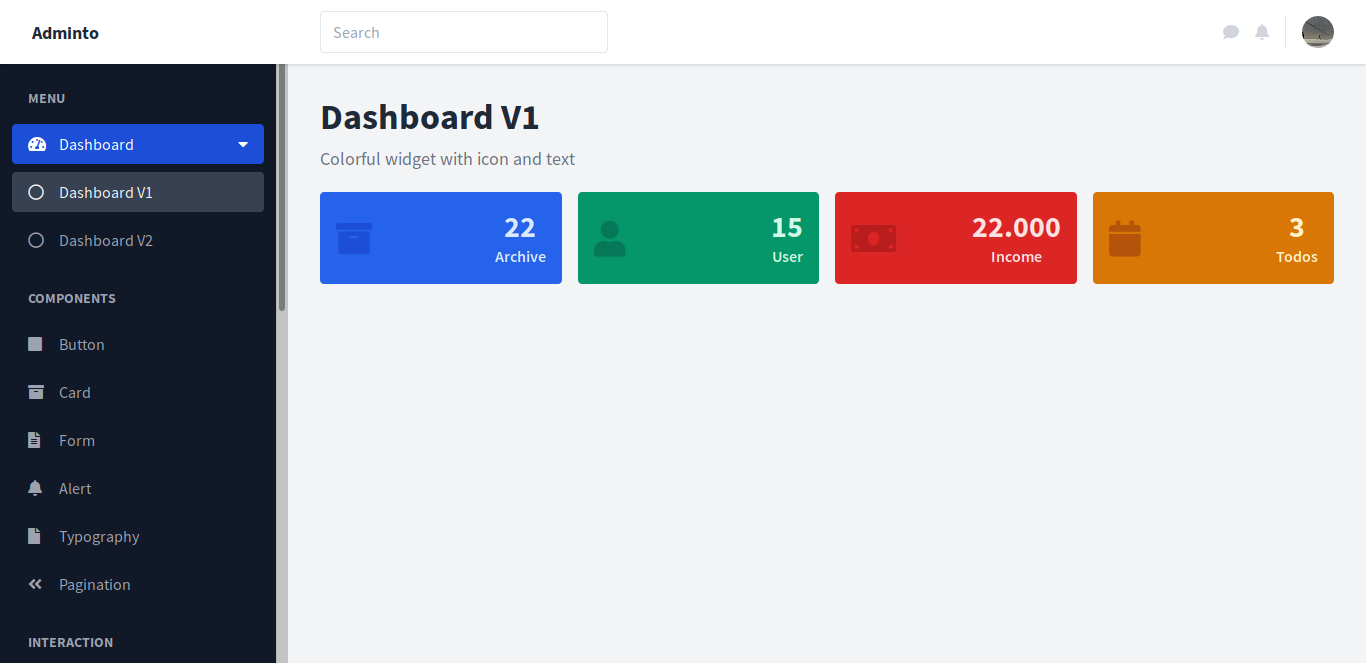 Adminto
Search
MENU
Dashboard
Dashboard V1
Dashboard V2
COMPONENTS
Button
Card
Form
Alert
Typography
Pagination
INTERACTION
Dashboard V1
Colorful widget with icon and text
22
Archive
15
User
22.000
Income
3
Todos